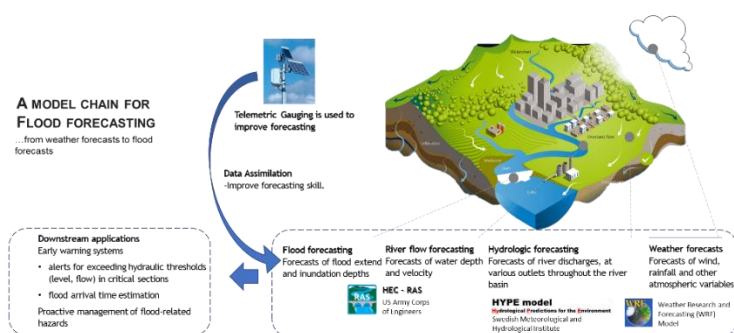 A MODEL CHAIN FOR
FLOOD FORECASTING
...from weather forecasts to flood
forecasts
Telemetric Gauging is used to
improve forecasting
Data Assimilation
-Improve forecasting skill.
Downstream applications
Early warning systems
• alerts for exceeding hydraulic thresholds
(level, flow) in critical sections
• flood arrival time estimation
Proactive management of flood-related
hazards
Flood forecasting
Forecasts of flood extend
and inundation depths
River flow forecasting
Forecasts of water depth
and velocity
RAS
HEC - RAS
US Army Corps
of Engineers
Hydrologic forecasting
Forecasts of river discharges, at
various outlets throughout the river
basin
HYPE model
Hydrological Predictions for the Environment
Swedish Meteorological and
Hydrological Institute
Weather forecasts
Forecasts of wind,
rainfall and other
atmospheric variables
WRF
Weather Research and
Forecasting (WRF)
Model